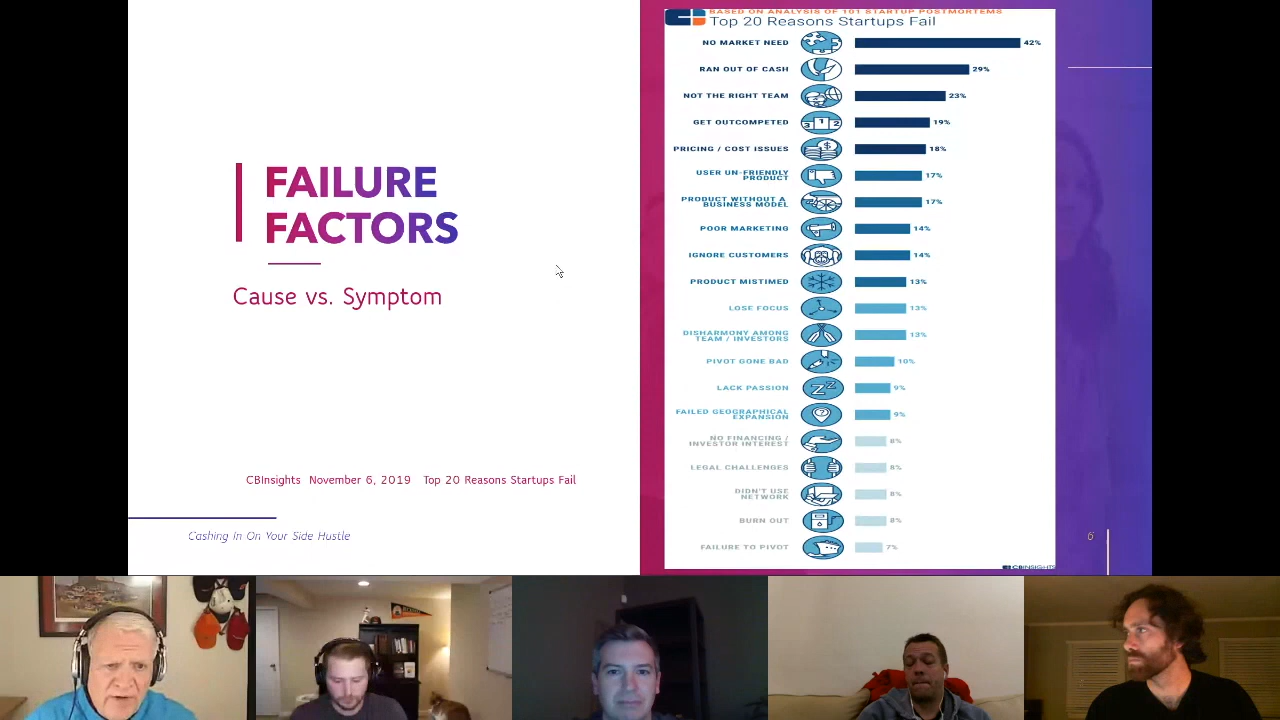 FAILURE
FACTORS
Cause vs. Symptom
CBInsights November 6, 2019 Top 20 Reasons Startups Fail
Cashing In On Your Side Hustle
BASED ON ANALYSIS OF 101 STARTUP POSTMORTEMS
Top 20 Reasons Startups Fail
NO MARKET NEED 42%
RAN OUT OF CASH 29%
NOT THE RIGHT TEAM 23%
GET OUTCOMPETED 3 1 2 19%
PRICING / COST ISSUES $ 18%
USER UN-FRIENDLY
PRODUCT 17%
PRODUCT WITHOUT A
BUSINESS MODEL 17%
POOR MARKETING 14%
IGNORE CUSTOMERS 14%
PRODUCT MISTIMED 13%
LOSE FOCUS 13%
DISHARMONY AMONG
TEAM / INVESTORS 13%
PIVOT GONE BAD 10%
LACK PASSION ZZ 9%
FAILED GEOGRAPHICAL
EXPANSION ? 9%
NO FINANCING /
INVESTOR INTEREST 8%
LEGAL CHALLENGES 8%
DIDN'T USE
NETWORK 8%
BURN OUT 8%
FAILURE TO PIVOT 7%
CBINSIGHTS
6